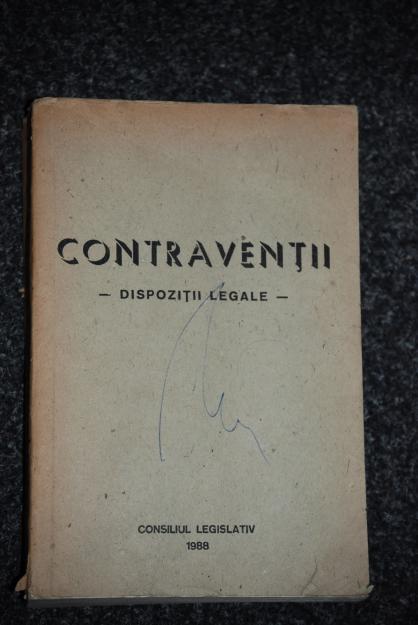 CONTRAVENȚII
— DISPOZIȚII LEGALE —
CONSILIUL LEGISLATIV
1988